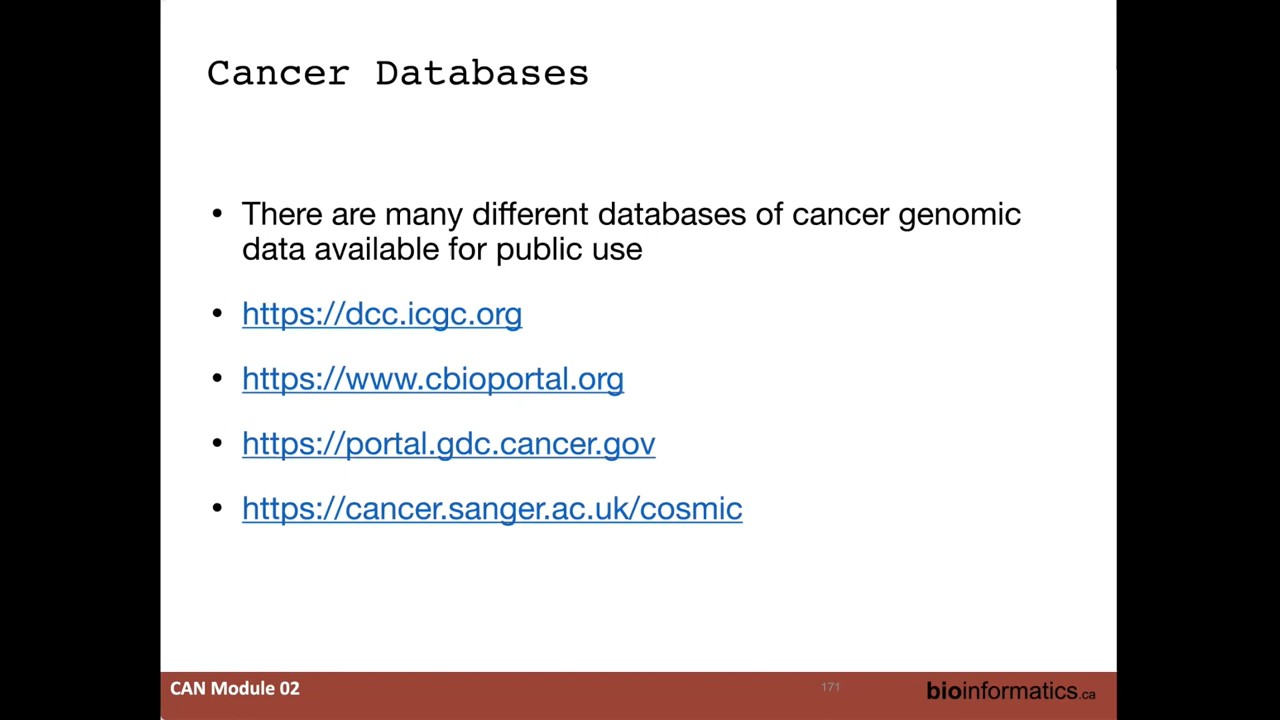 Cancer Databases
• There are many different databases of cancer genomic
data available for public use
• https://dcc.icgc.org
• https://www.cbioportal.org
• https://portal.gdc.cancer.gov
• https://cancer.sanger.ac.uk/cosmic
CAN Module 02
171
bioinformatics.ca